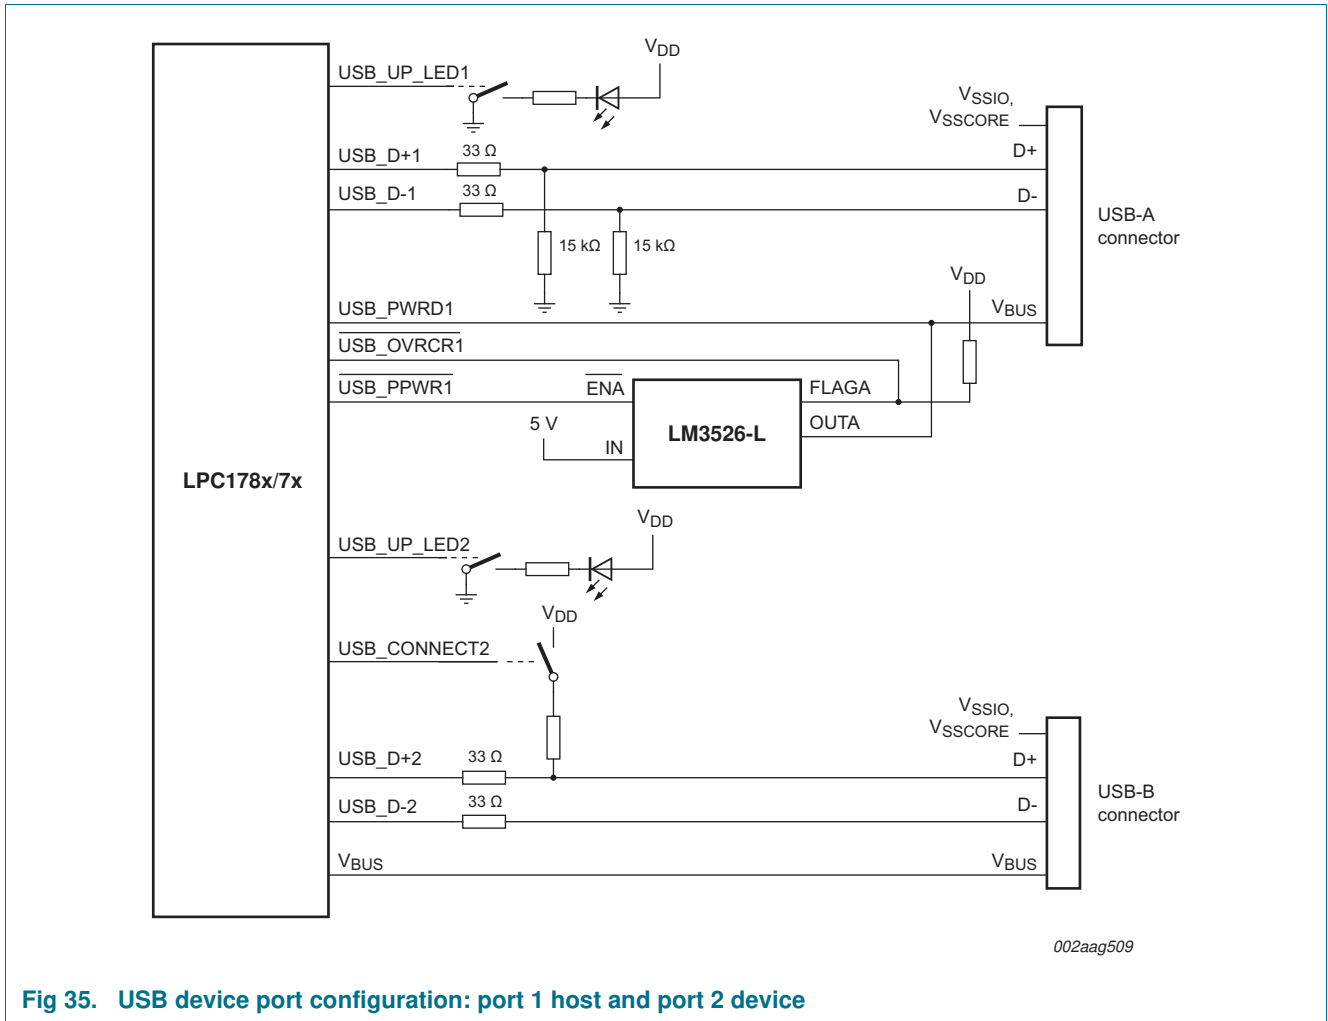 VDD
USB_UP_LED1
VSSIO,
VSSCORE
USB_D+1
33 Ω
D+
USB_D-1
33 Ω
D-
USB-A
connector
15 kΩ
15 kΩ
VDD
USB_PWRD1
VBUS
USB_OVRCR1
USB_PPWR1
ENA
FLAGA
5 V
IN
LM3526-L
OUTA
LPC178x/7x
VDD
USB_UP_LED2
VDD
USB_CONNECT2
VSSIO,
VSSCORE
USB_D+2
33 Ω
D+
USB_D-2
33 Ω
D-
USB-B
connector
VBUS
VBUS
002aag509
Fig 35. USB device port configuration: port 1 host and port 2 device